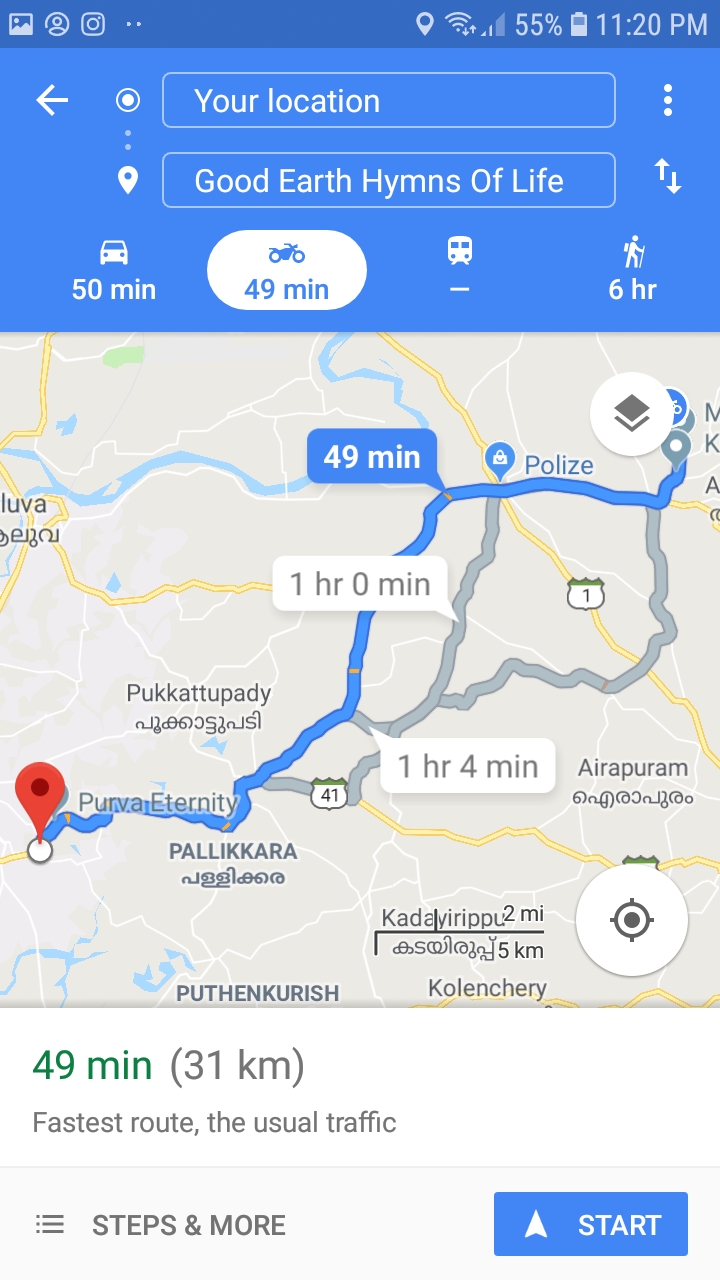 55% 11:20 PM
Your location
Good Earth Hymns Of Life
50 min
49 min
—
6 hr
M
49 min
Polize
K
luva
ആലുവ
A
1 hr 0 min
1
Pukkattupady
പൂക്കാട്ടുപടി
1 hr 4 min
Airapuram
ഐരാപുരം
Purva Eternity
41
PALLIKKARA
പള്ളിക്കര
Kadayirippu
2 mi
കടയിരുപ്പ്
5 km
Kolenchery
PUTHENKURISH
49 min (31 km)
Fastest route, the usual traffic
STEPS & MORE
START